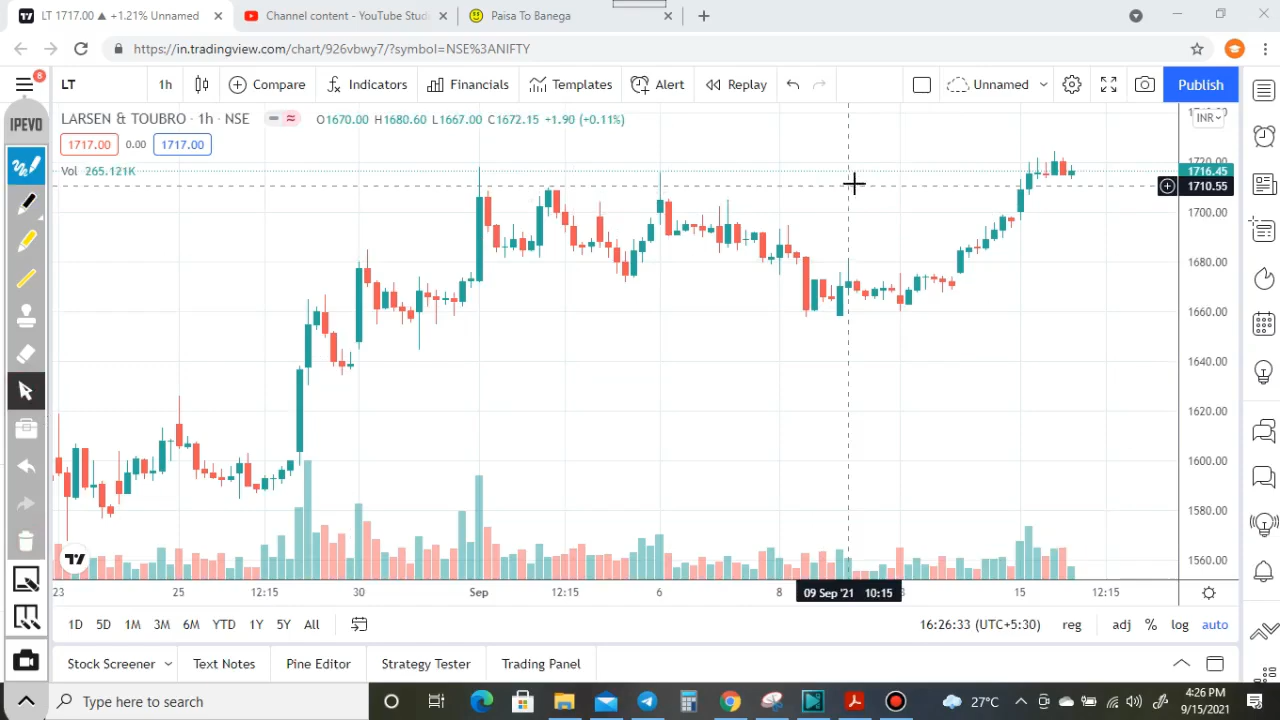 LT 1717.00 ▲ +1.21% Unnamed
Channel content - YouTube Studi
Paisa To Banega
https://in.tradingview.com/chart/926vbwy7/?symbol=NSE%3ANIFTY
8
LT 1h Compare Indicators Financials Templates Alert Replay Unnamed Publish
IPEVO
LARSEN & TOUBRO · 1h · NSE O1670.00 H1680.60 L1667.00 C1672.15 +1.90 (+0.11%)
INR
1717.00 0.00 1717.00
Vol 265.121K
1720.00
1716.45
1710.55
1700.00
1680.00
1660.00
1640.00
1620.00
1600.00
1580.00
1560.00
23 25 12:15 30 Sep 12:15 6 8 09 Sep '21 10:15 15 12:15
1D 5D 1M 3M 6M YTD 1Y 5Y All 16:26:33 (UTC+5:30) reg adj % log auto
Stock Screener Text Notes Pine Editor Strategy Tester Trading Panel
Type here to search
27°C
4:26 PM
9/15/2021